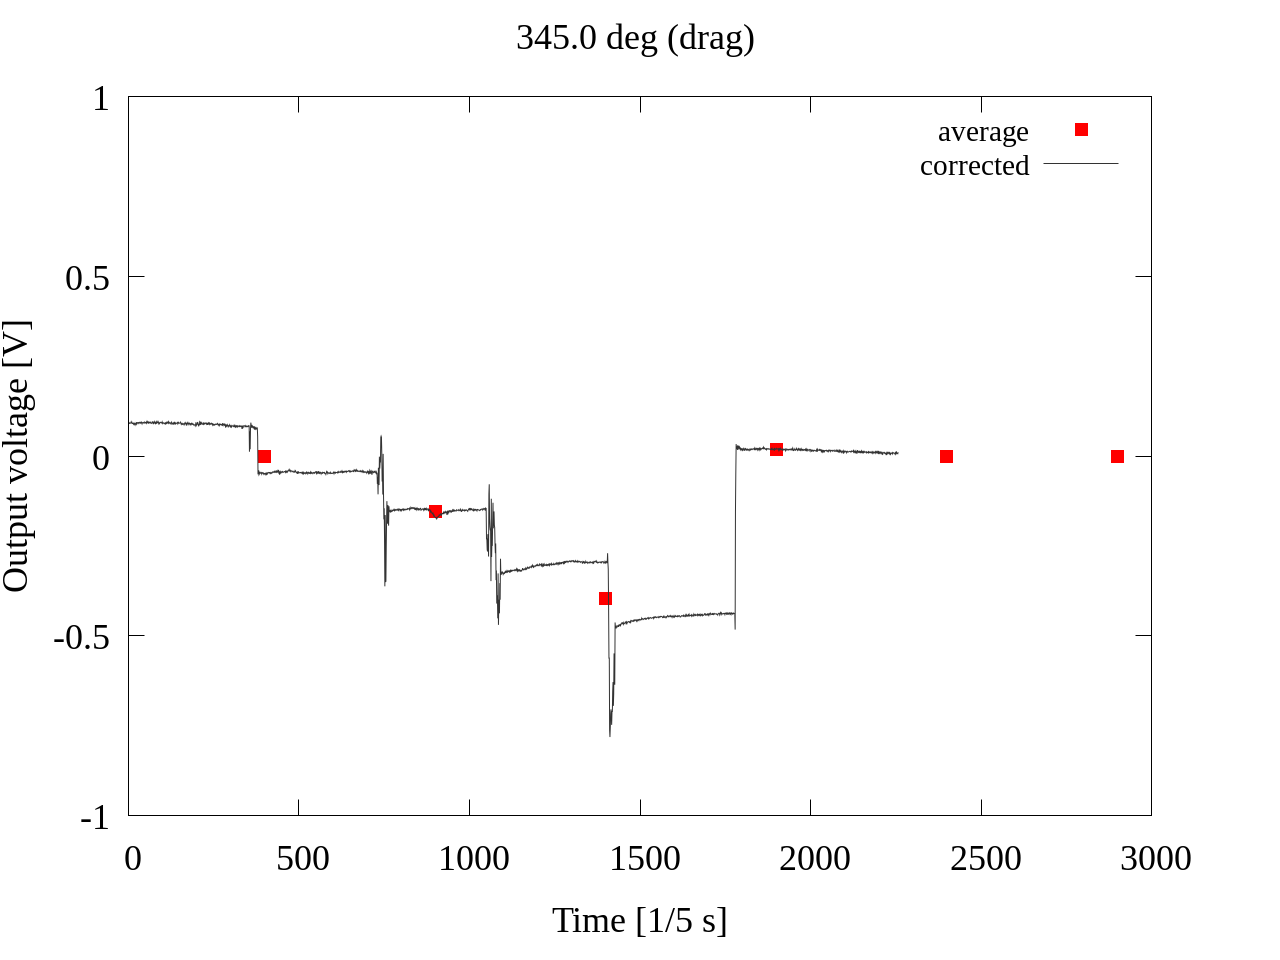 345.0 deg (drag)
average
corrected
1
0.5
0
-0.5
-1
Output voltage [V]
0 500 1000 1500 2000 2500 3000
Time [1/5 s]